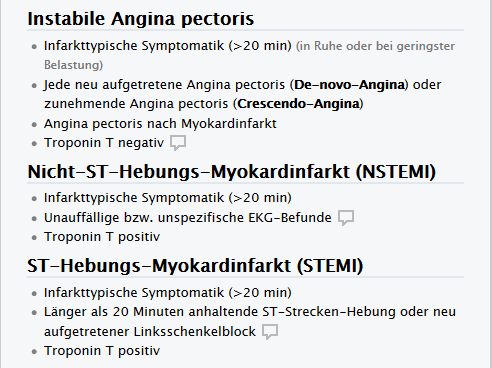 Instabile Angina pectoris
Infarkttypische Symptomatik (>20 min) (in Ruhe oder bei geringster
Belastung)
Jede neu aufgetretene Angina pectoris (De-novo-Angina) oder
zunehmende Angina pectoris (Crescendo-Angina)
Angina pectoris nach Myokardinfarkt
Troponin T negativ
Nicht-ST-Hebungs-Myokardinfarkt (NSTEMI)
Infarkttypische Symptomatik (>20 min)
Unauffällige bzw. unspezifische EKG-Befunde
Troponin T positiv
ST-Hebungs-Myokardinfarkt (STEMI)
Infarkttypische Symptomatik (>20 min)
Länger als 20 Minuten anhaltende ST-Strecken-Hebung oder neu
aufgetretener Linksschenkelblock
Troponin T positiv